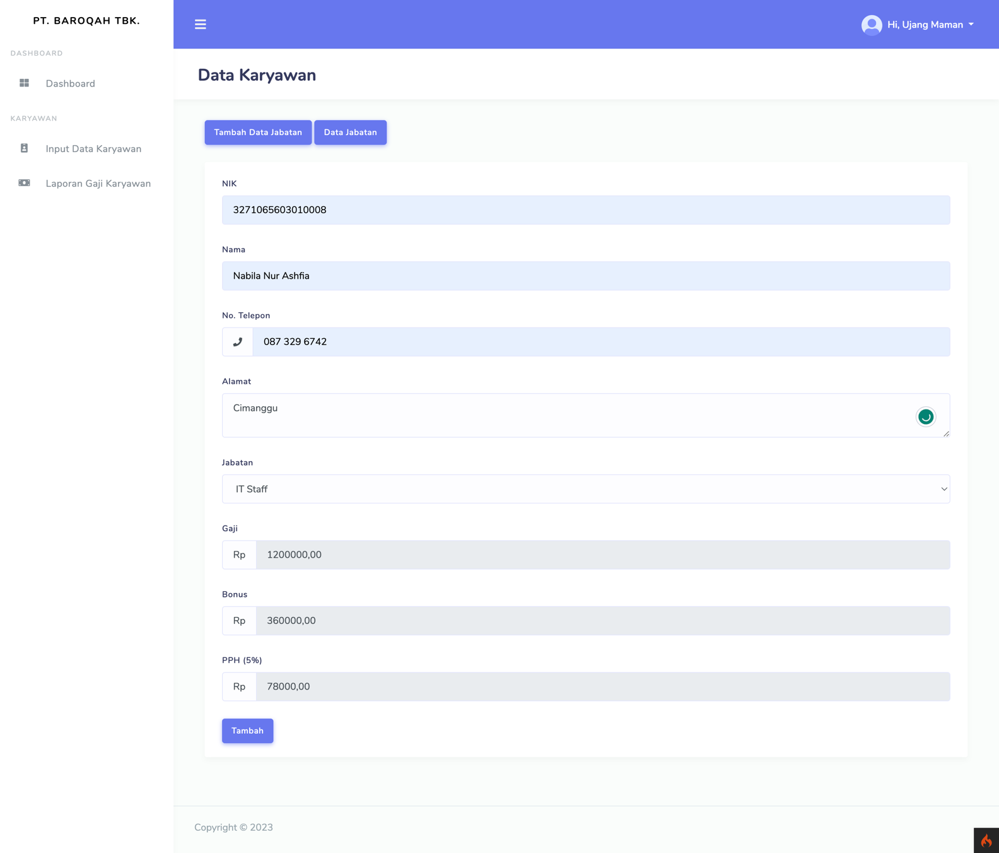 PT. BAROQAH TBK.
DASHBOARD
Dashboard
KARYAWAN
Input Data Karyawan
Laporan Gaji Karyawan
Hi, Ujang Maman
Data Karyawan
Tambah Data Jabatan
Data Jabatan
NIK
3271065603010008
Nama
Nabila Nur Ashfia
No. Telepon
087 329 6742
Alamat
Cimanggu
Jabatan
IT Staff
Gaji
Rp 1200000,00
Bonus
Rp 360000,00
PPH (5%)
Rp 78000,00
Tambah
Copyright © 2023